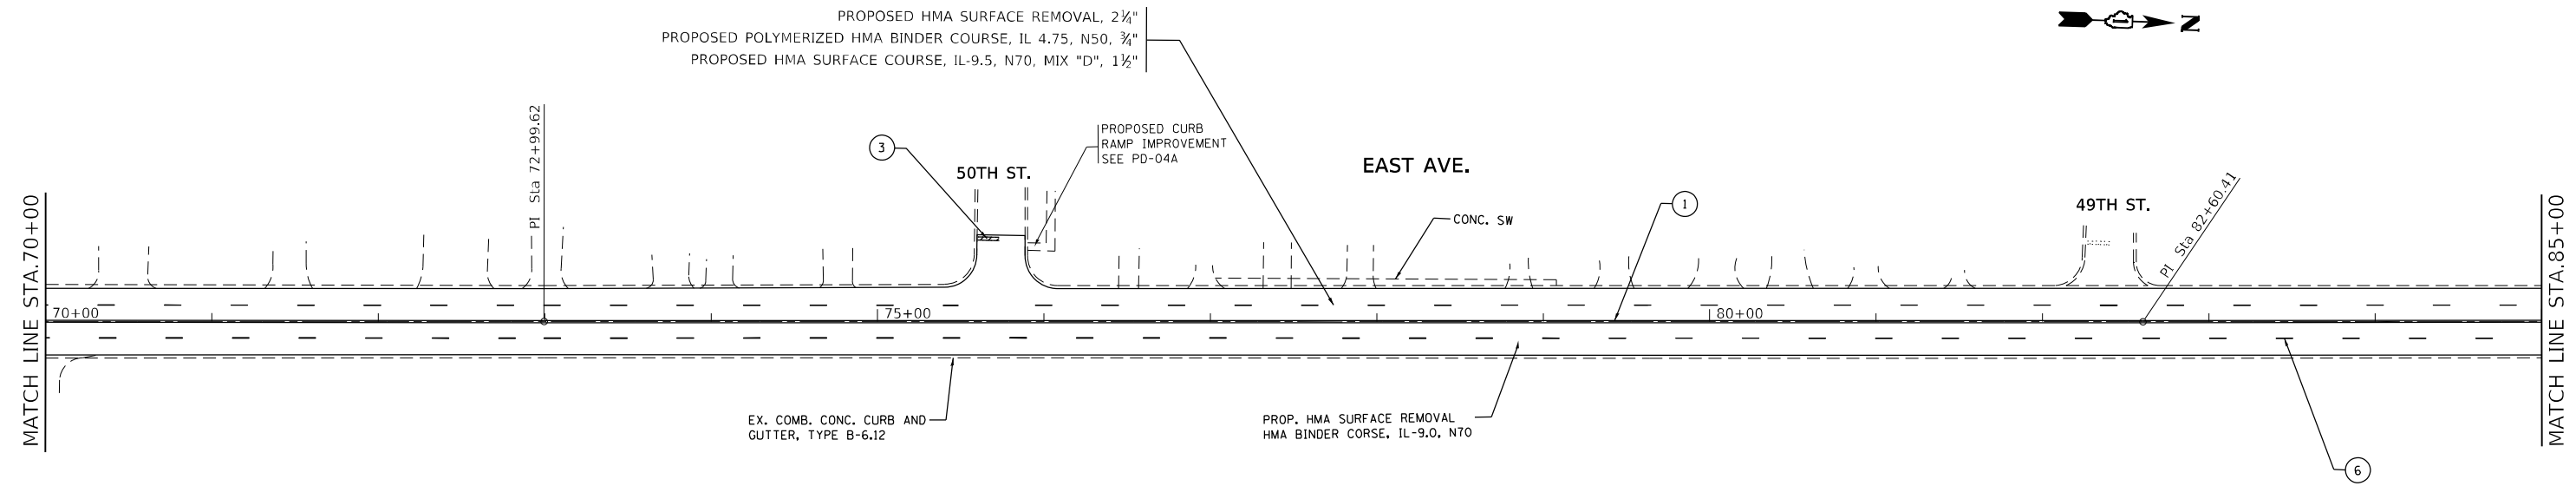 PROPOSED HMA SURFACE REMOVAL, 2¼"
PROPOSED POLYMERIZED HMA BINDER COURSE, IL 4.75, N50, ¾"
PROPOSED HMA SURFACE COURSE, IL-9.5, N70, MIX "D", 1½"
N
PI Sta 72+99.62
3
PROPOSED CURB
RAMP IMPROVEMENT
SEE PD-04A
50TH ST.
EAST AVE.
CONC. SW
1
49TH ST.
PI Sta 82+60.41
MATCH LINE STA.70+00
70+00
75+00
80+00
MATCH LINE STA.85+00
EX. COMB. CONC. CURB AND
GUTTER, TYPE B-6.12
PROP. HMA SURFACE REMOVAL
HMA BINDER CORSE, IL-9.0, N70
6